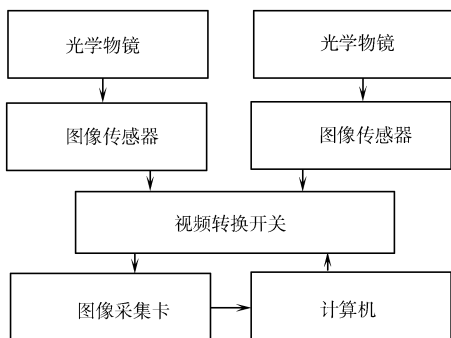 光学物镜
光学物镜
图像传感器
图像传感器
视频转换开关
图像采集卡
计算机